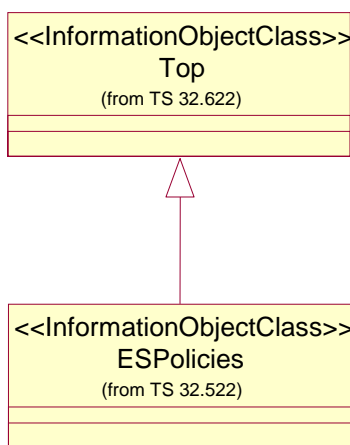 <<InformationObjectClass>>
Top
(from TS 32.622)
<<InformationObjectClass>>
ESPolicies
(from TS 32.522)